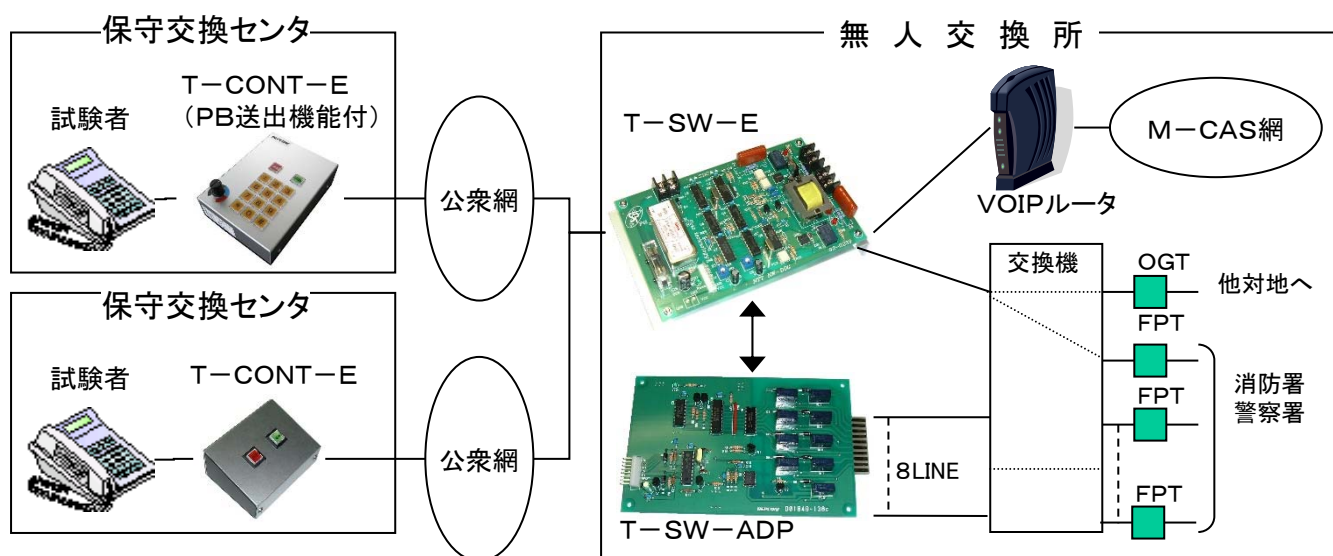 保守交換センタ
T－CONT－E
（PB送出機能付）
試験者
公衆網
保守交換センタ
試験者
T－CONT－E
公衆網
無人交換所
T－SW－E
M－CAS網
VOIPルータ
交換機
OGT
他対地へ
FPT
FPT
消防署
警察署
8LINE
FPT
D01849-130c
T－SW－ADP